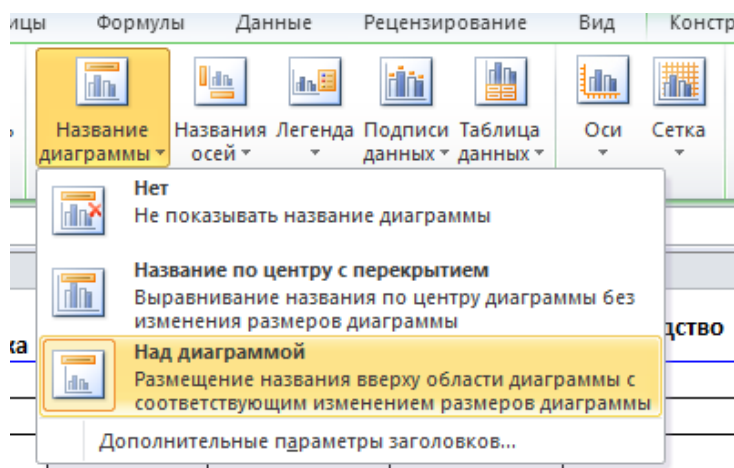 ицы Формулы Данные Рецензирование Вид Констр
Название диаграммы
Названия осей
Легенда
Подписи данных
Таблица данных
Оси
Сетка
Нет
Не показывать название диаграммы
Название по центру с перекрытием
Выравнивание названия по центру диаграммы без
изменения размеров диаграммы
Над диаграммой
Размещение названия вверху области диаграммы с
соответствующим изменением размеров диаграммы
Дополнительные параметры заголовков...
ка
дство